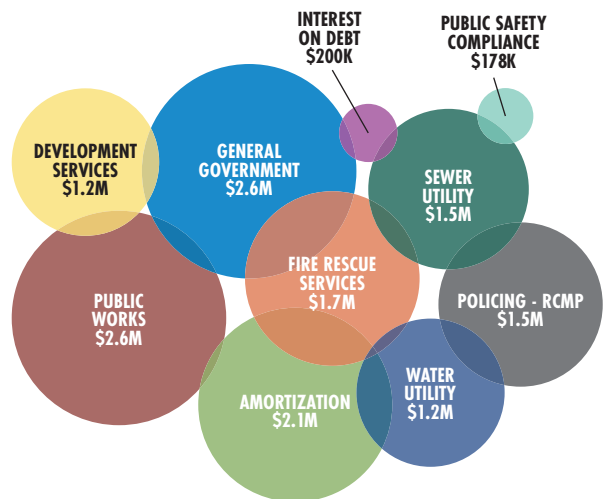 INTEREST
ON DEBT
$200K
PUBLIC SAFETY
COMPLIANCE
$178K
DEVELOPMENT
SERVICES
$1.2M
GENERAL
GOVERNMENT
$2.6M
SEWER
UTILITY
$1.5M
FIRE RESCUE
SERVICES
$1.7M
PUBLIC
WORKS
$2.6M
POLICING - RCMP
$1.5M
AMORTIZATION
$2.1M
WATER
UTILITY
$1.2M